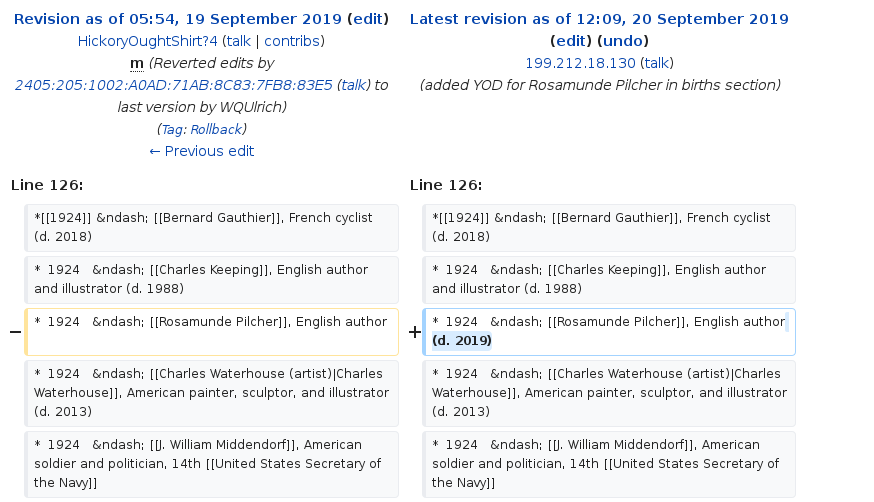 Revision as of 05:54, 19 September 2019 (edit)
HickoryOughtShirt?4 (talk | contribs)
m (Reverted edits by
2405:205:1002:A0AD:71AB:8C83:7FB8:83E5 (talk) to
last version by WQUlrich)
(Tag: Rollback)
← Previous edit
Latest revision as of 12:09, 20 September 2019
(edit) (undo)
199.212.18.130 (talk)
(added YOD for Rosamunde Pilcher in births section)
Line 126:
Line 126:
*[[1924]] &ndash; [[Bernard Gauthier]], French cyclist
(d. 2018)
*[[1924]] &ndash; [[Bernard Gauthier]], French cyclist
(d. 2018)
* 1924   &ndash; [[Charles Keeping]], English author
and illustrator (d. 1988)
* 1924   &ndash; [[Charles Keeping]], English author
and illustrator (d. 1988)
− * 1924   &ndash; [[Rosamunde Pilcher]], English author
+ * 1924   &ndash; [[Rosamunde Pilcher]], English author
(d. 2019)
* 1924   &ndash; [[Charles Waterhouse (artist)|Charles
Waterhouse]], American painter, sculptor, and illustrator
(d. 2013)
* 1924   &ndash; [[Charles Waterhouse (artist)|Charles
Waterhouse]], American painter, sculptor, and illustrator
(d. 2013)
* 1924   &ndash; [[J. William Middendorf]], American
soldier and politician, 14th [[United States Secretary of
the Navy]]
* 1924   &ndash; [[J. William Middendorf]], American
soldier and politician, 14th [[United States Secretary of
the Navy]]